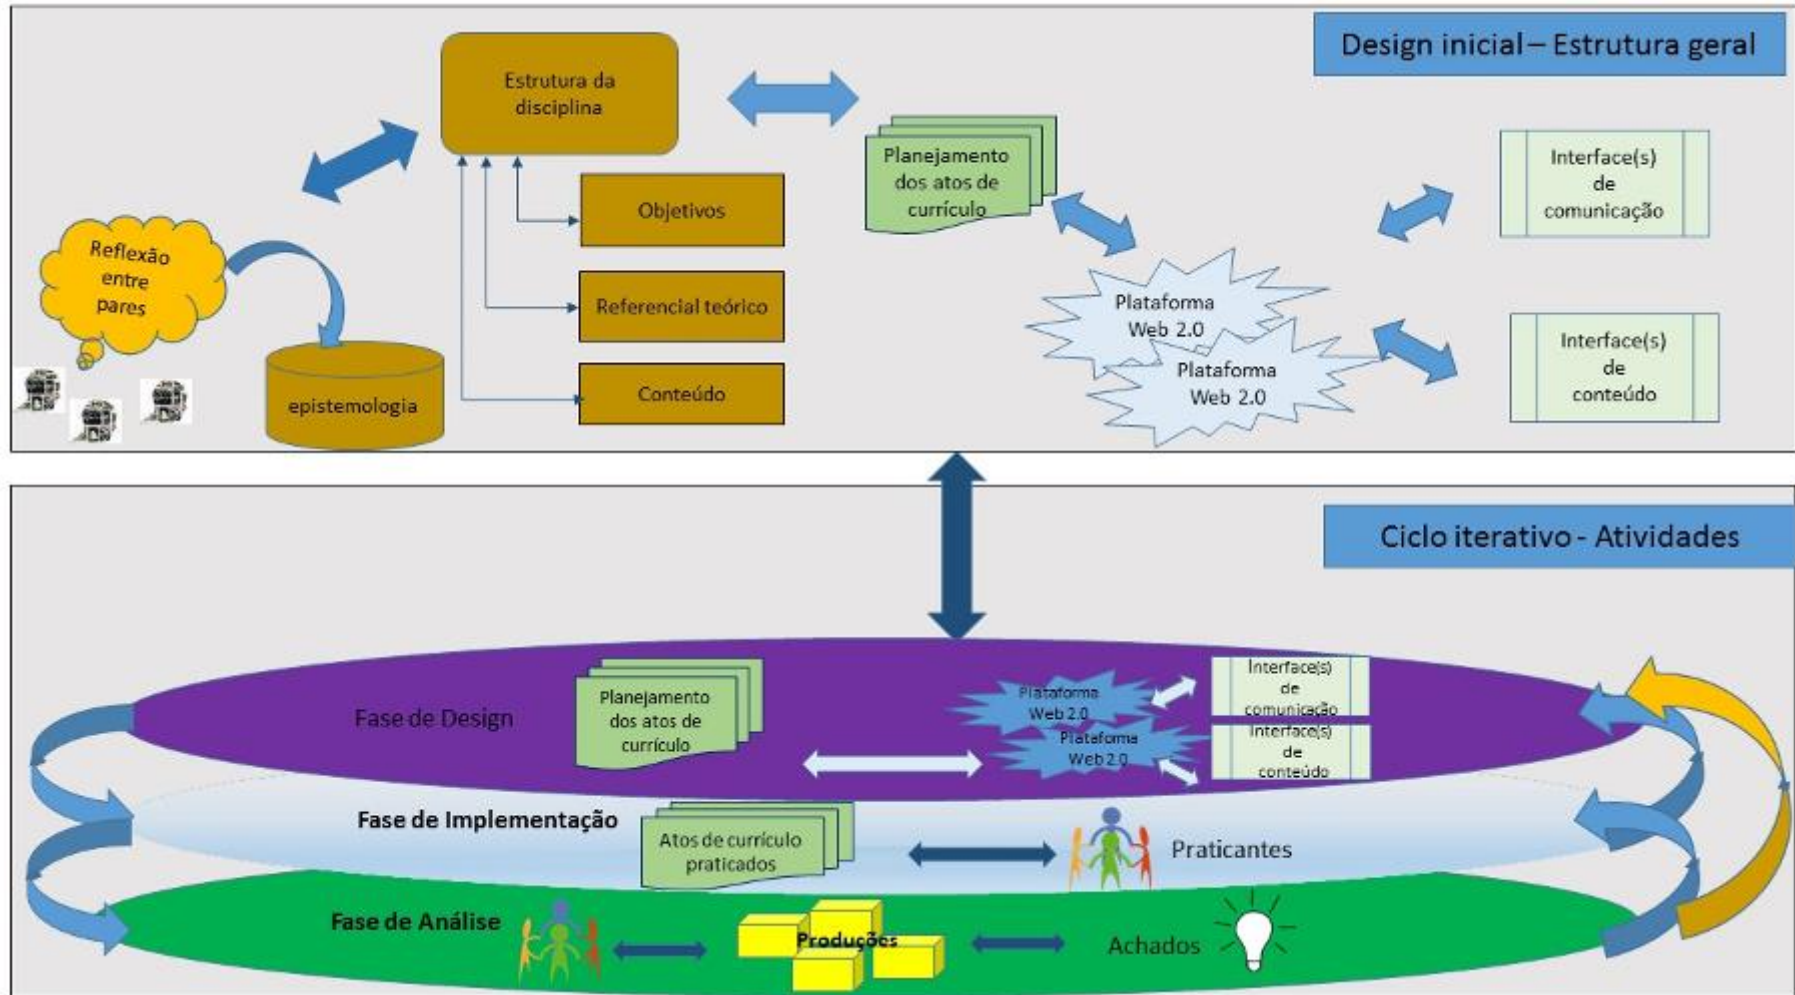 Design inicial – Estrutura geral
Estrutura da
disciplina
Planejamento
dos atos de
currículo
Interface(s)
de
comunicação
Objetivos
Reflexão
entre
pares
Referencial teórico
Plataforma
Web 2.0
Plataforma
Web 2.0
Interface(s)
de
conteúdo
epistemologia
Conteúdo
Ciclo iterativo - Atividades
Fase de Design
Planejamento
dos atos de
currículo
Plataforma
Web 2.0
Plataforma
Web 2.0
Interface(s)
de
comunicação
Interface(s)
de
conteúdo
Fase de Implementação
Atos de currículo
praticados
Praticantes
Fase de Análise
Produções
Achados